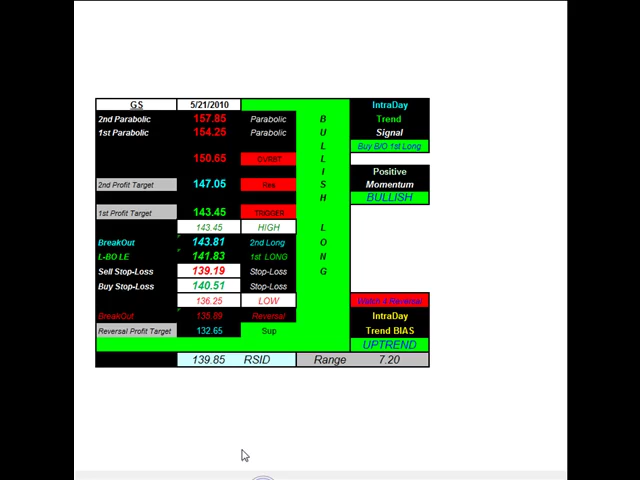 GS 5/21/2010 IntraDay
2nd Parabolic 157.85 Parabolic B Trend
1st Parabolic 154.25 Parabolic U Signal
L Buy B/O 1st Long
150.65 OVRBT L
I Positive
2nd Profit Target 147.05 Res S Momentum
H BULLISH
1st Profit Target 143.45 TRIGGER
143.45 HIGH L
BreakOut 143.81 2nd Long O
L-BO LE 141.83 1st LONG N
Sell Stop-Loss 139.19 Stop-Loss G
Buy Stop-Loss 140.51 Stop-Loss
136.25 LOW Watch 4 Reversal
BreakOut 135.89 Reversal IntraDay
Reversal Profit Target 132.65 Sup Trend BIAS
UPTREND
139.85 RSID Range 7.20